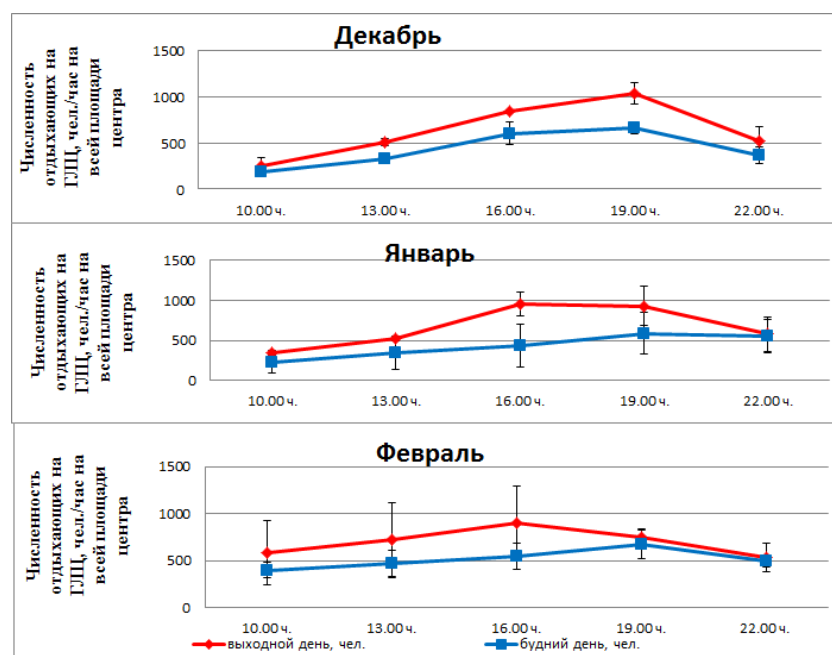 Декабрь
Численность
отдыхающих на
ГЛЦ, чел./час на
всей площади
центра
1500
1000
500
0
10.00 ч. 13.00 ч. 16.00 ч. 19.00 ч. 22.00 ч.
Январь
Численность
отдыхающих на
ГЛЦ, чел./час на
всей площади
центра
1500
1000
500
0
10.00 ч. 13.00 ч. 16.00 ч. 19.00 ч. 22.00 ч.
Февраль
Численность
отдыхающих на
ГЛЦ, чел./час на
всей площади
центра
1500
1000
500
0
10.00 ч. 13.00 ч. 16.00 ч. 19.00 ч. 22.00 ч.
выходной день, чел. будний день, чел.